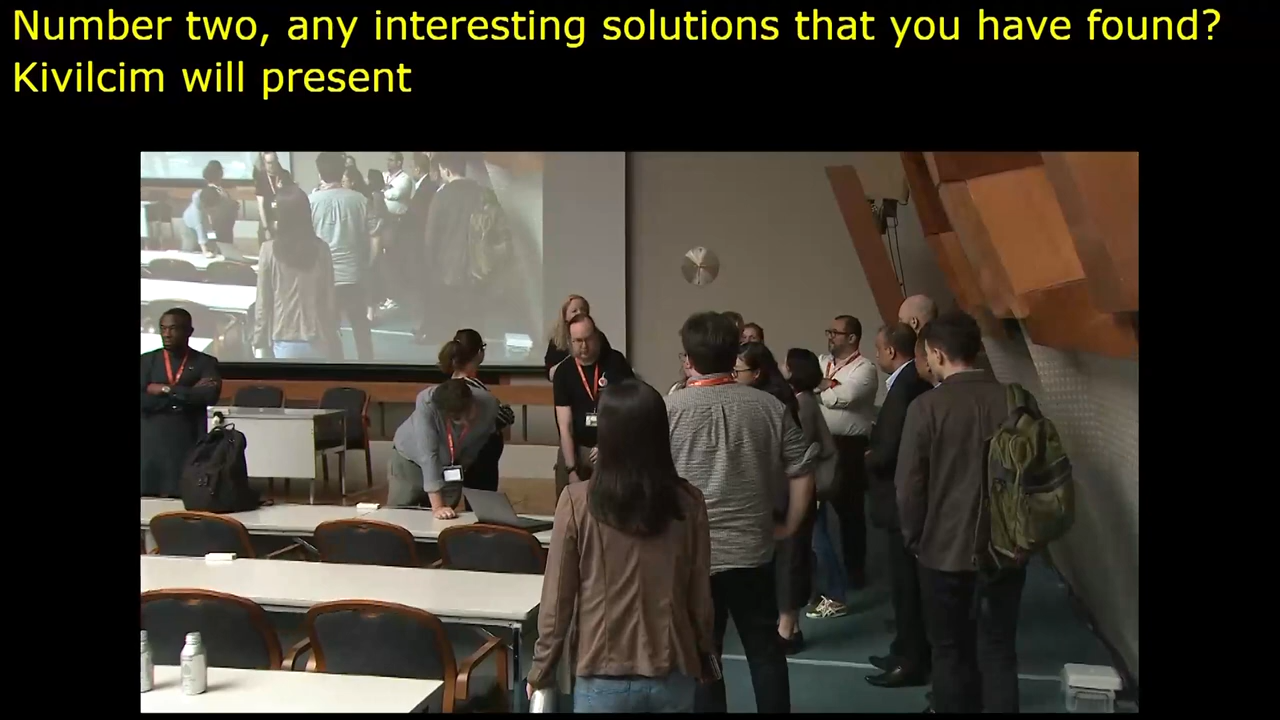 Number two, any interesting solutions that you have found?
Kivilcim will present